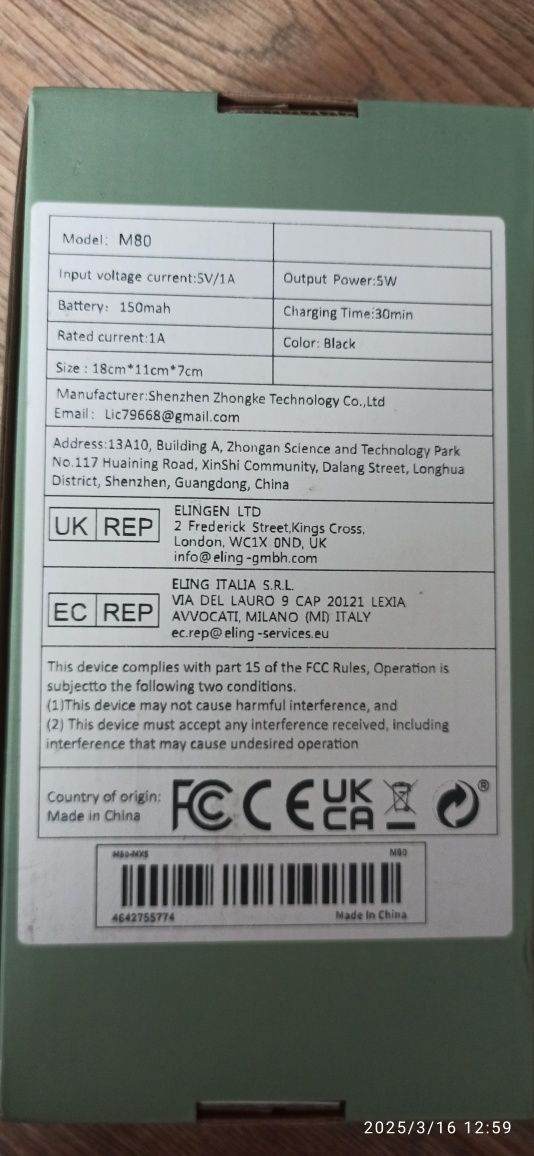 Model: M80
Input voltage current:5V/1A
Output Power:5W
Battery: 150mah
Charging Time:30min
Rated current:1A
Color: Black
Size : 18cm*11cm*7cm
Manufacturer:Shenzhen Zhongke Technology Co.,Ltd
Email: Lic79668@gmail.com
Address:13A10, Building A, Zhongan Science and Technology Park
No.117 Huaining Road, XinShi Community, Dalang Street, Longhua
District, Shenzhen, Guangdong, China
UK REP
ELINGEN LTD
2 Frederick Street,Kings Cross,
London, WC1X 0ND, UK
info@eling-gmbh.com
EC REP
ELING ITALIA S.R.L.
VIA DEL LAURO 9 CAP 20121 LEXIA
AVVOCATI, MILANO (MI) ITALY
ec.rep@eling-services.eu
This device complies with part 15 of the FCC Rules, Operation is
subjectto the following two conditions.
(1)This device may not cause harmful interference, and
(2) This device must accept any interference received, including
interference that may cause undesired operation
Country of origin:
Made in China
FC CE UK
CA
®
M80-MX5
M80
4642755774
Made In China
2025/3/16 12:59